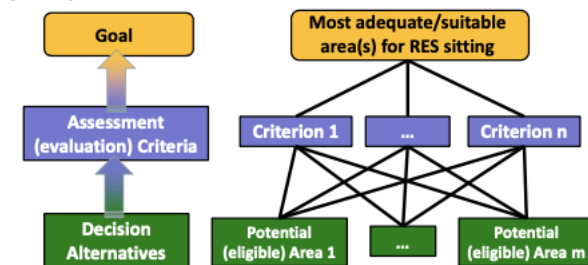 Goal
Most adequate/suitable
area(s) for RES sitting
Assessment
(evaluation) Criteria
Criterion 1
...
Criterion n
Decision
Alternatives
Potential
(eligible) Area 1
...
Potential
(eligible) Area m